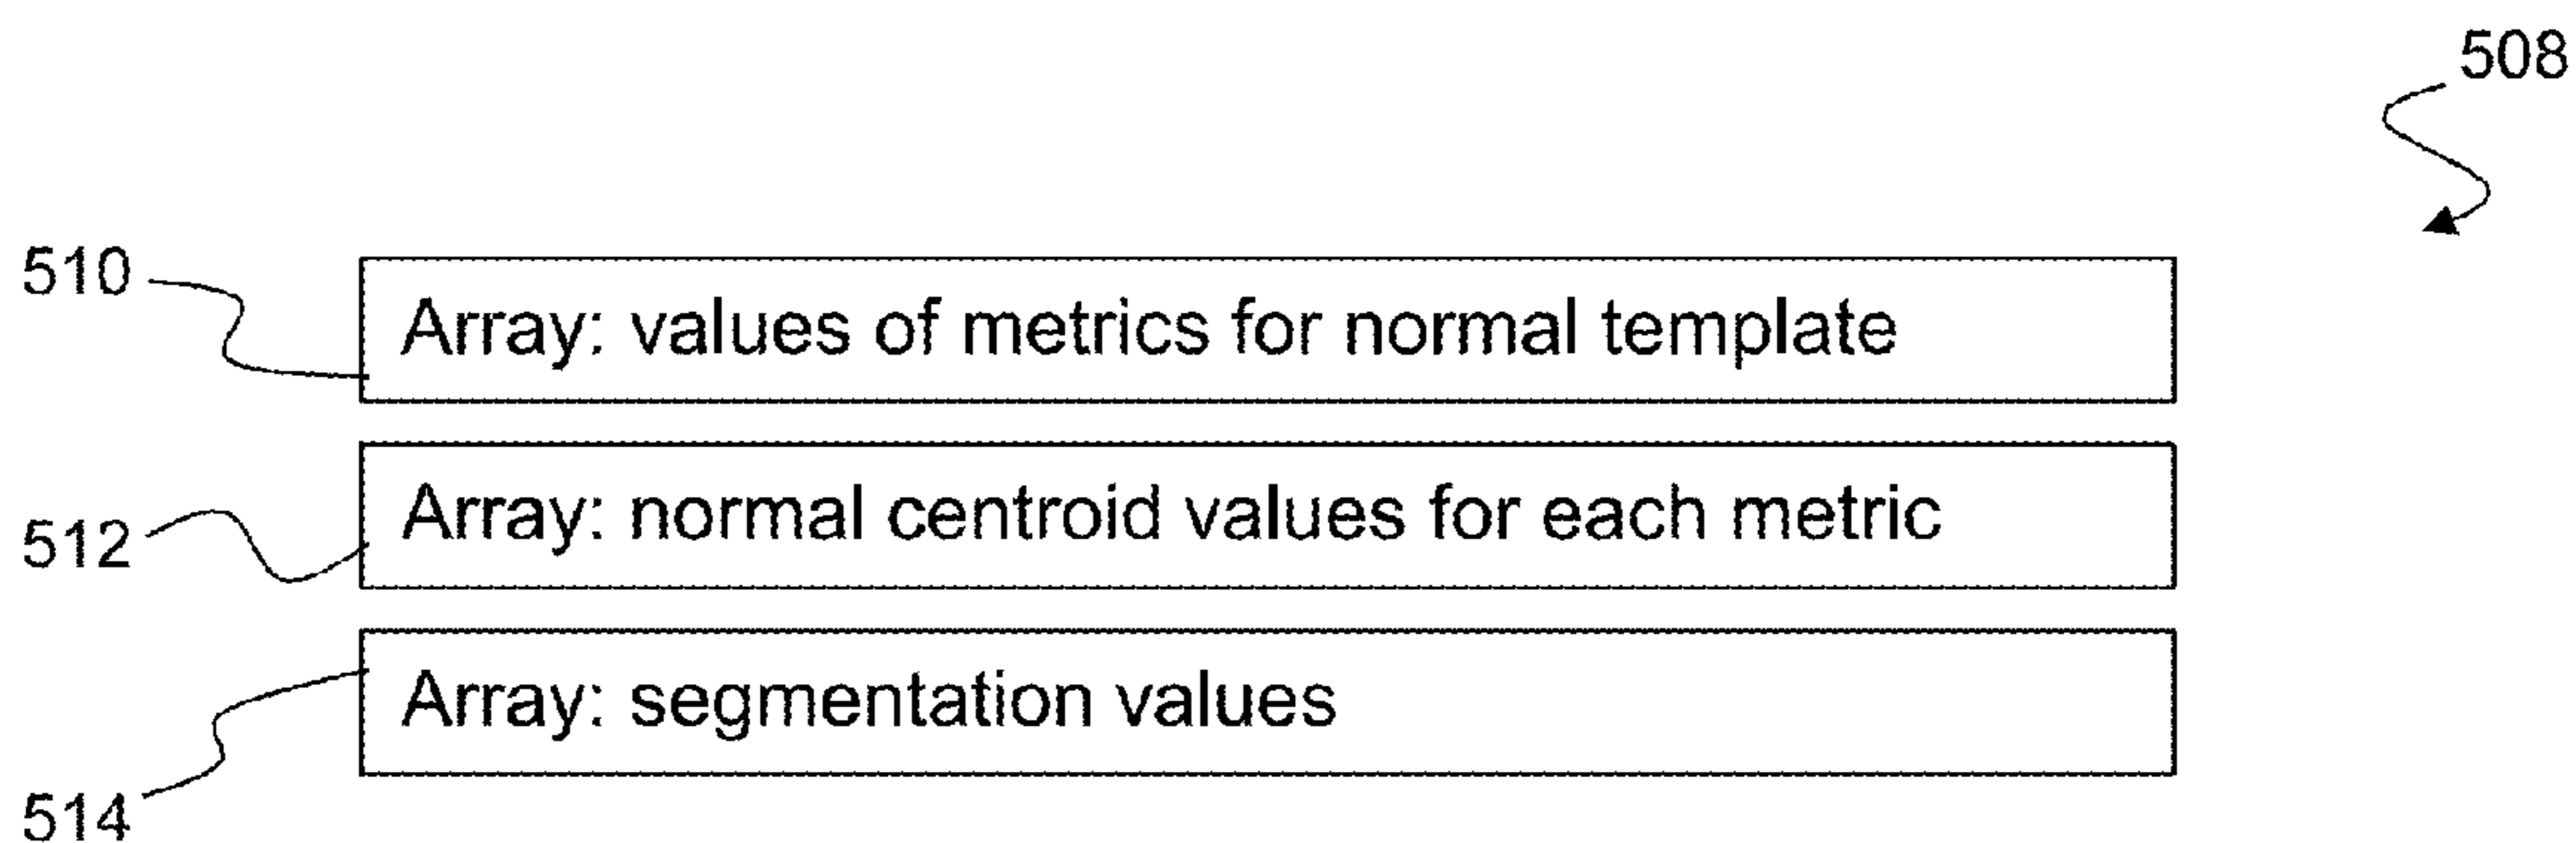 508
510
Array: values of metrics for normal template
512
Array: normal centroid values for each metric
514
Array: segmentation values